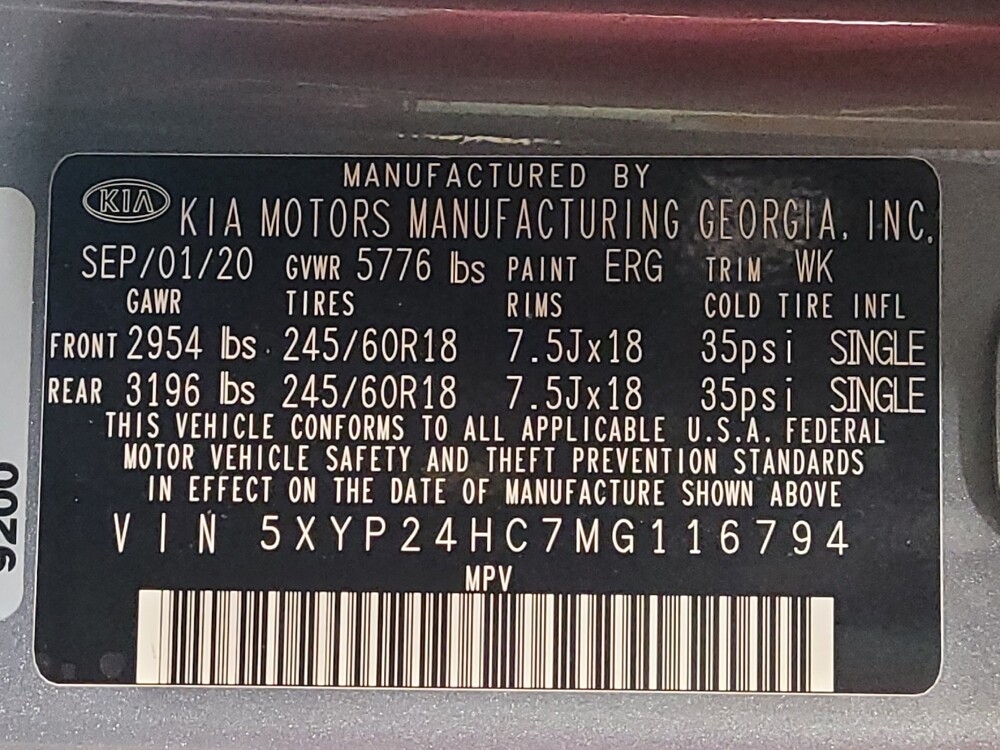 MANUFACTURED BY
KIA KIA MOTORS MANUFACTURING GEORGIA, INC.
SEP/01/20 GVWR 5776 lbs PAINT ERG TRIM WK
GAWR TIRES RIMS COLD TIRE INFL
FRONT 2954 lbs 245/60R18 7.5Jx18 35psi SINGLE
REAR 3196 lbs 245/60R18 7.5Jx18 35psi SINGLE
THIS VEHICLE CONFORMS TO ALL APPLICABLE U.S.A. FEDERAL
MOTOR VEHICLE SAFETY AND THEFT PREVENTION STANDARDS
IN EFFECT ON THE DATE OF MANUFACTURE SHOWN ABOVE
VIN 5XYP24HC7MG116794
MPV
9200